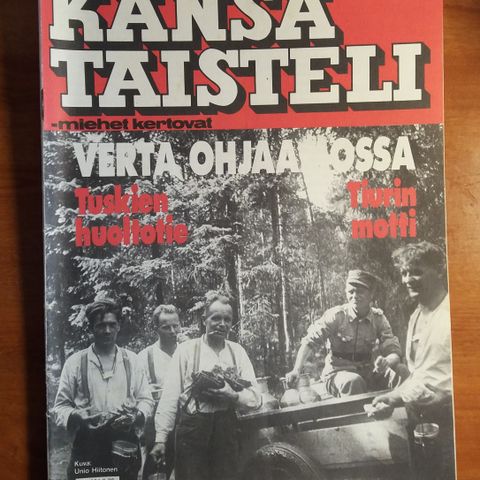 KANSA
TAISTELI
-miehet kertovat
VERTA OHJAAMOSSA
Tuskien
huoltotie
Tiurin
motti
Kuva:
Unio Hiitonen